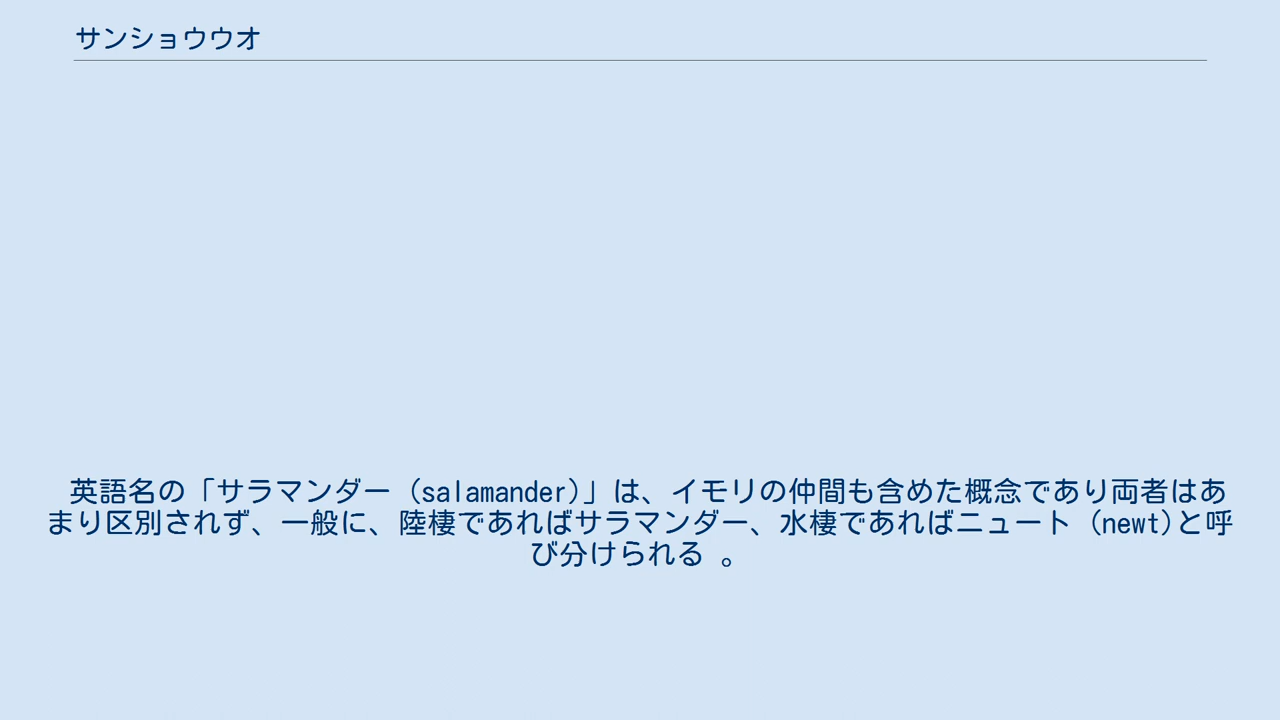 サンショウウオ
英語名の「サラマンダー (salamander)」は、イモリの仲間も含めた概念であり両者はあ
まり区別されず、一般に、陸棲であればサラマンダー、水棲であればニュート (newt)と呼
び分けられる 。